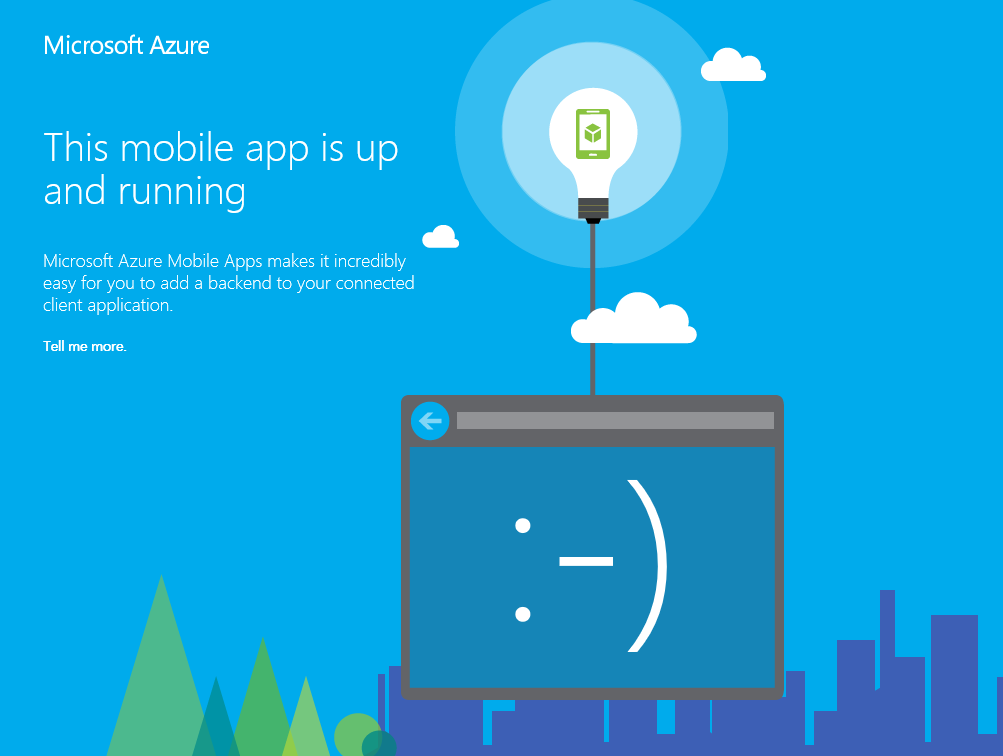 Microsoft Azure
This mobile app is up
and running
Microsoft Azure Mobile Apps makes it incredibly
easy for you to add a backend to your connected
client application.
Tell me more.
:-)